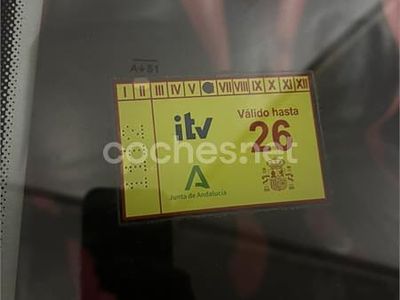 A↓51
I II III IV V VII VIII IX X XI XII
itv
Válido hasta
26
coches.net
Junta de Andalucía